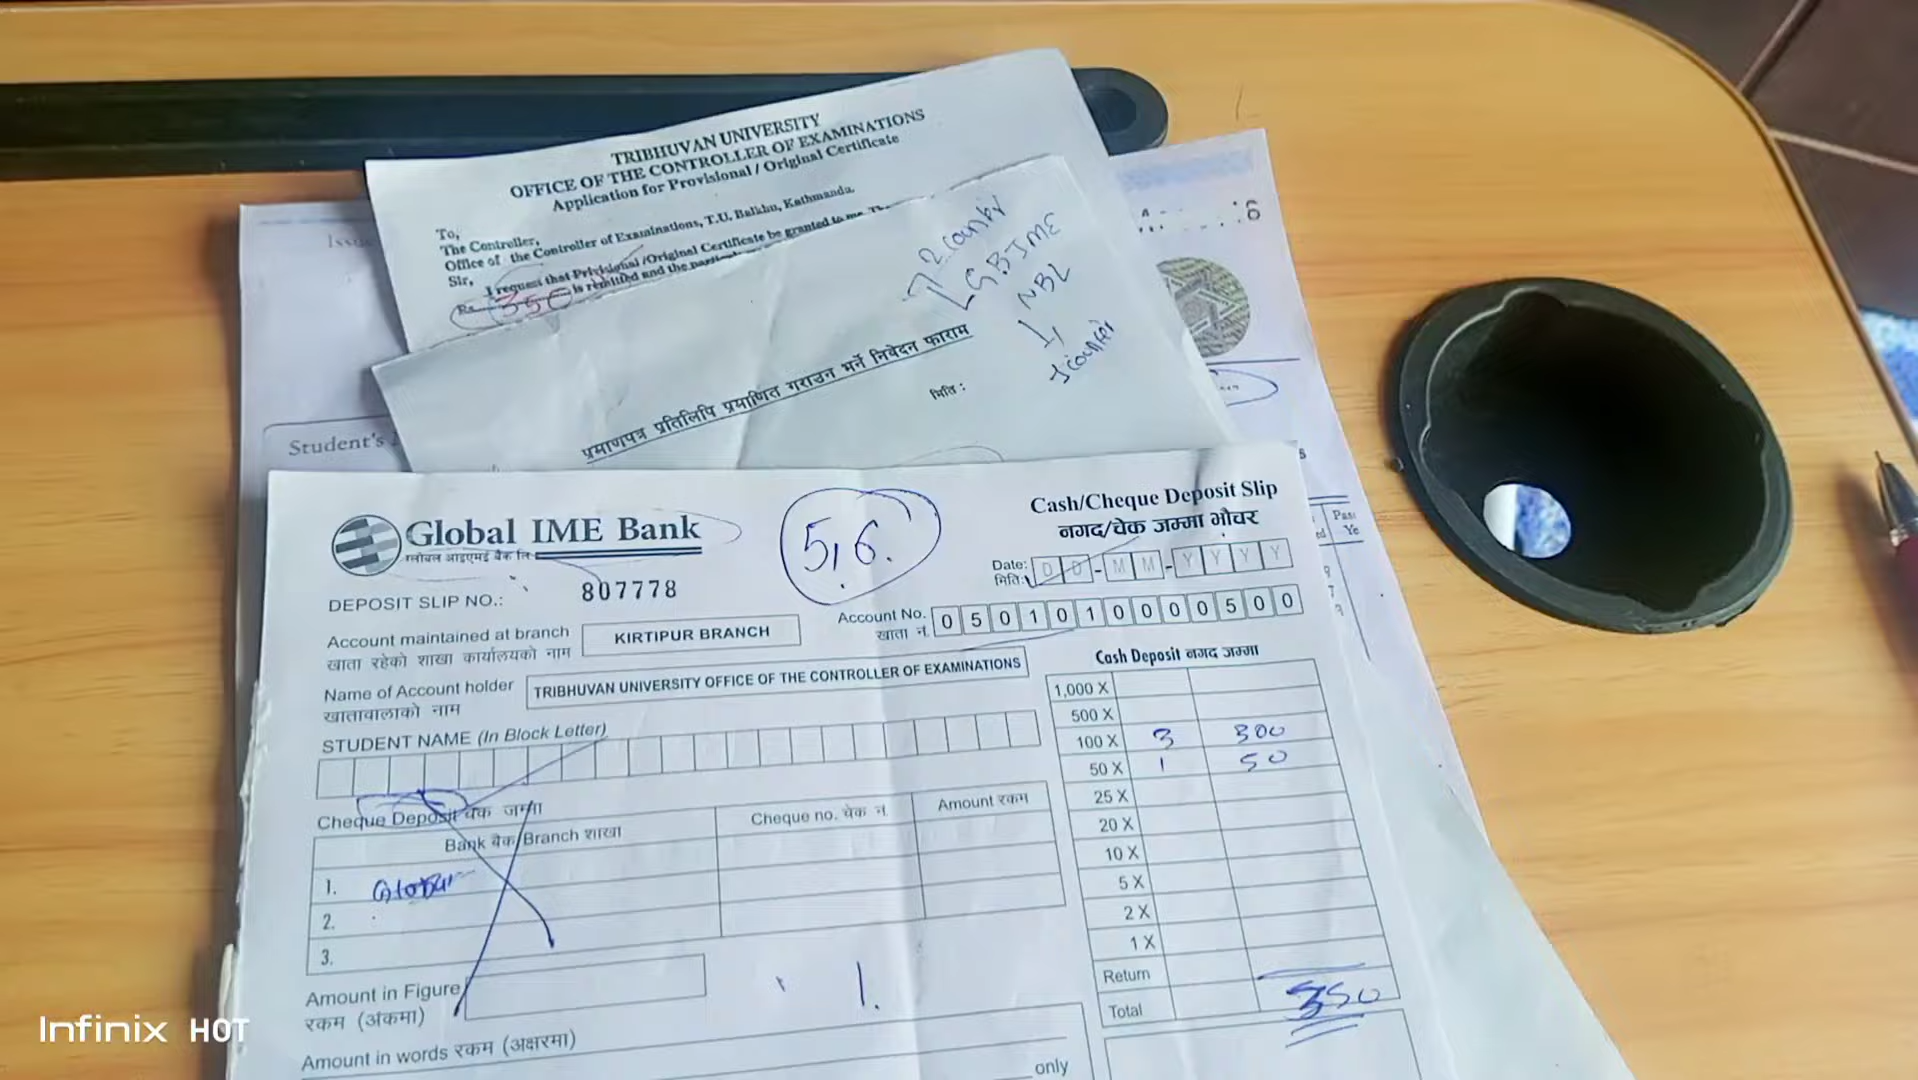 TRIBHUVAN UNIVERSITY
OFFICE OF THE CONTROLLER OF EXAMINATIONS
Application for Provisional / Original Certificate
To,
The Controller,
Office of the Controller of Examinations, T.U. Balkhu, Kathmandu.
Sir,
I request that Privisional /Original Certificate be granted to me. The
Rs. 350 is remitted and the
2 counter
GBIME
NBL
1 counter
प्रमाणपत्र प्रतिलिपि प्रमाणित गराउन भर्ने निवेदन फाराम
मिति :
Student's
Global IME Bank
ग्लोबल आइएमई बैंक लि
5, 6.
Cash/Cheque Deposit Slip
नगद/चेक जम्मा भौचर
Date: D D - M M - Y Y Y Y
मिति:
DEPOSIT SLIP NO.: 807778
Account No. 0 5 0 1 0 1 0 0 0 0 5 0 0
खाता नं.
Account maintained at branch KIRTIPUR BRANCH
खाता रहेको शाखा कार्यालयको नाम
Name of Account holder TRIBHUVAN UNIVERSITY OFFICE OF THE CONTROLLER OF EXAMINATIONS
खातावालाको नाम
STUDENT NAME (In Block Letter)
Cheque Deposit चेक जम्मा
Bank बैंक/Branch शाखा Cheque no. चेक नं. Amount रकम
1. Global
2.
3.
Amount in Figure
रकम (अंकमा)
1.
Amount in words रकम (अक्षरमा)
only
Cash Deposit नगद जम्मा
1,000 X
500 X
100 X 3 300
50 X 1 50
25 X
20 X
10 X
5 X
2 X
1 X
Return
Total 350
Infinix HOT